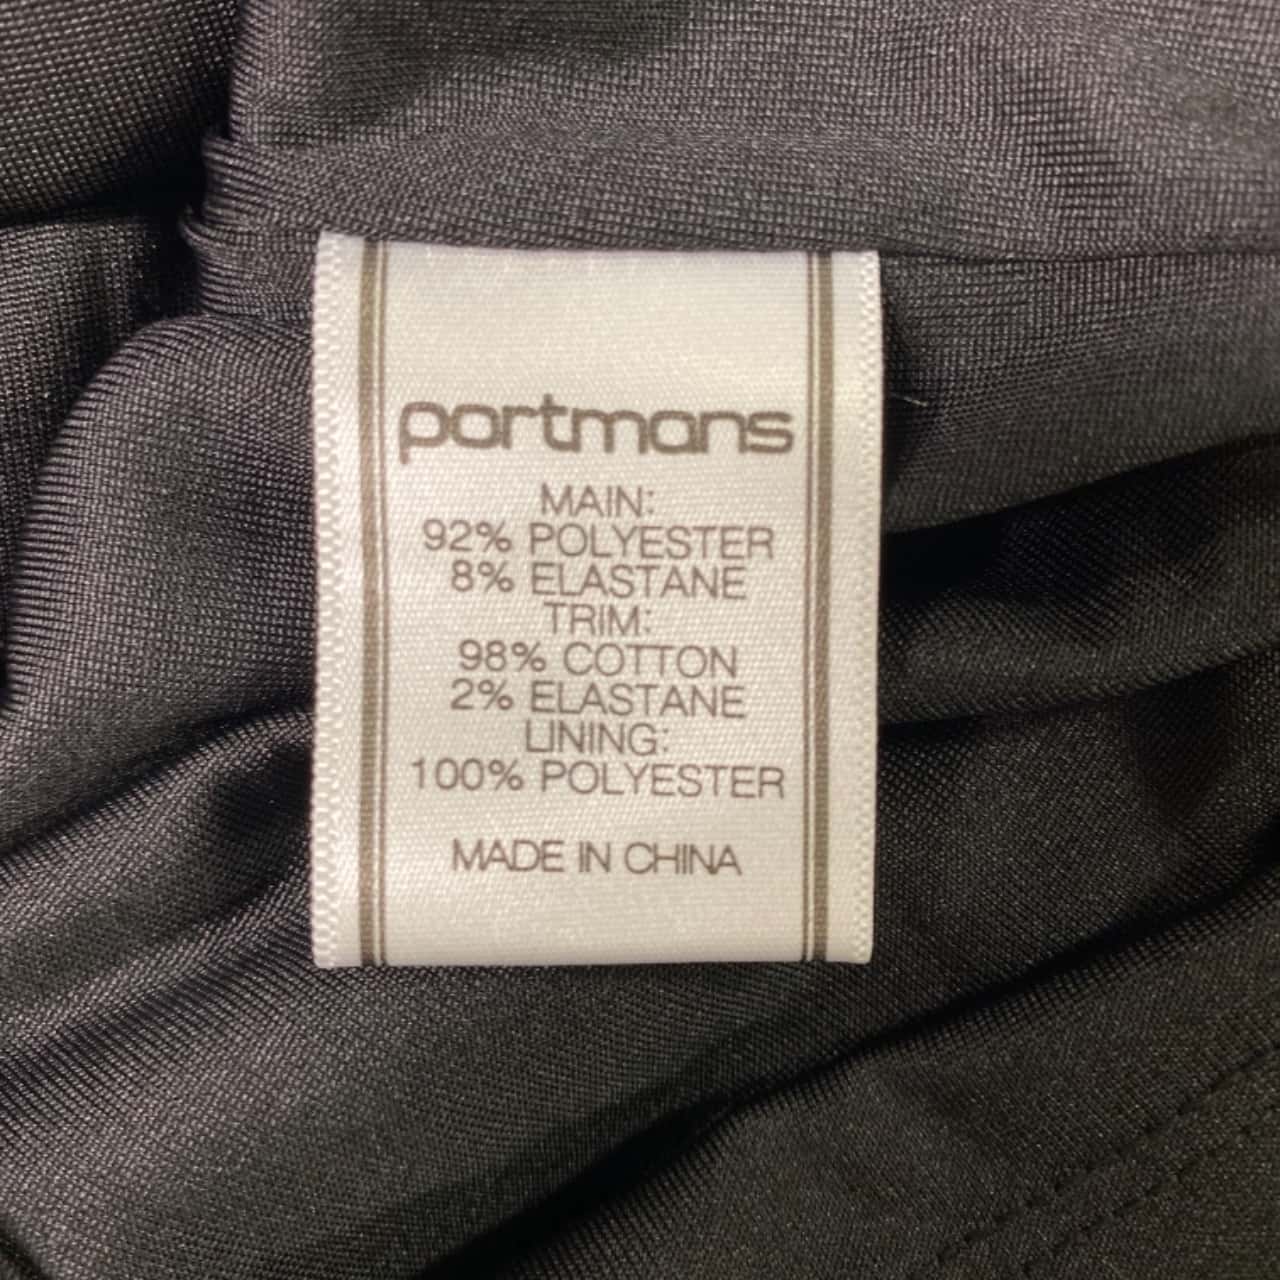 portmans
MAIN:
92% POLYESTER
8% ELASTANE
TRIM:
98% COTTON
2% ELASTANE
LINING:
100% POLYESTER
MADE IN CHINA